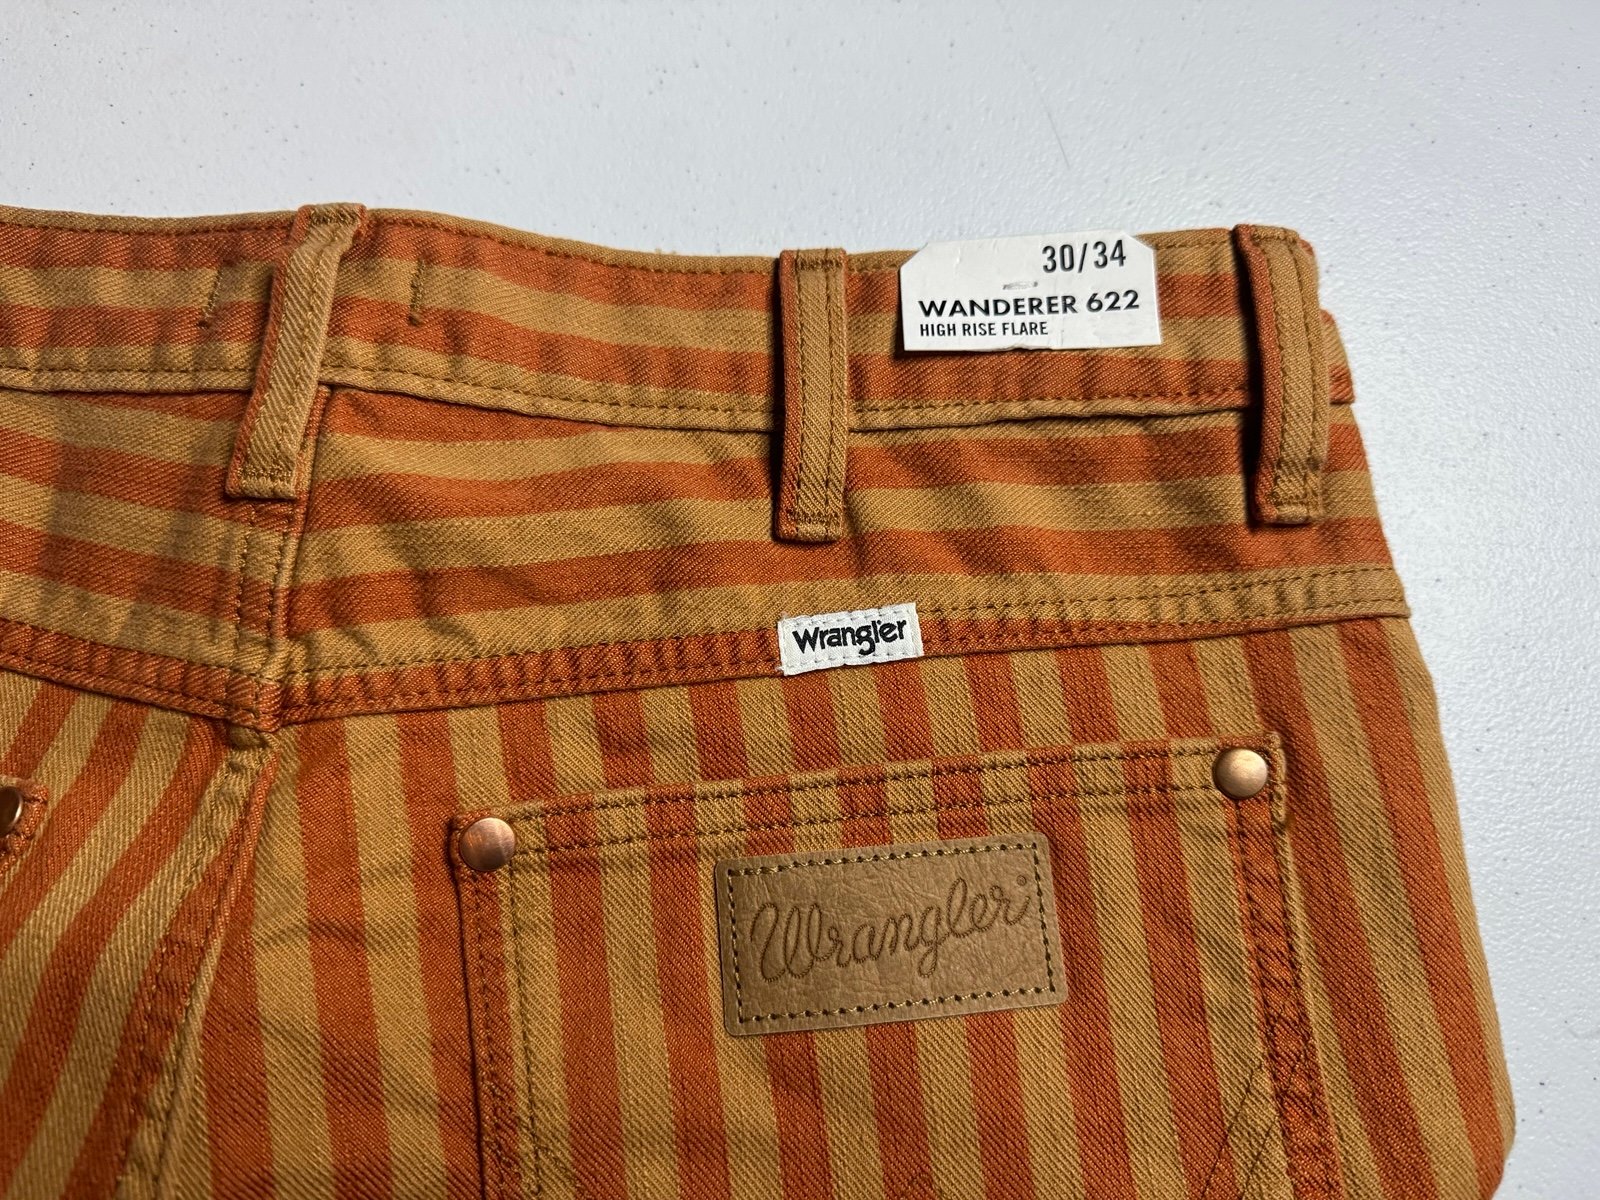 30/34
WANDERER 622
HIGH RISE FLARE
Wrangler
Wrangler®